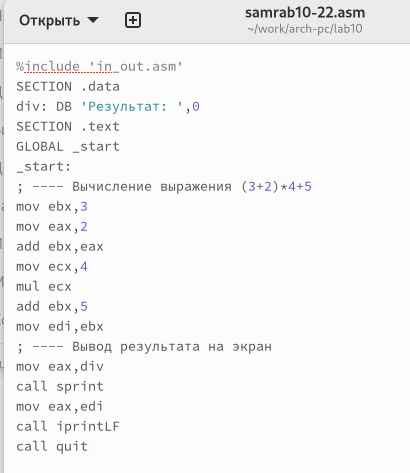 Открыть
samrab10-22.asm
~/work/arch-pc/lab10
%include 'in_out.asm'
SECTION .data
div: DB 'Результат: ',0
SECTION .text
GLOBAL _start
_start:
; ---- Вычисление выражения (3+2)*4+5
mov ebx,3
mov eax,2
add ebx,eax
mov ecx,4
mul ecx
add ebx,5
mov edi,ebx
; ---- Вывод результата на экран
mov eax,div
call sprint
mov eax,edi
call iprintLF
call quit